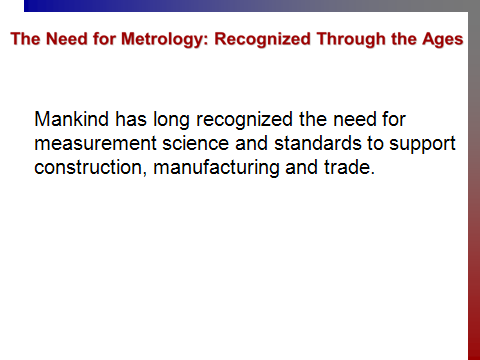 The Need for Metrology: Recognized Through the Ages
Mankind has long recognized the need for
measurement science and standards to support
construction, manufacturing and trade.